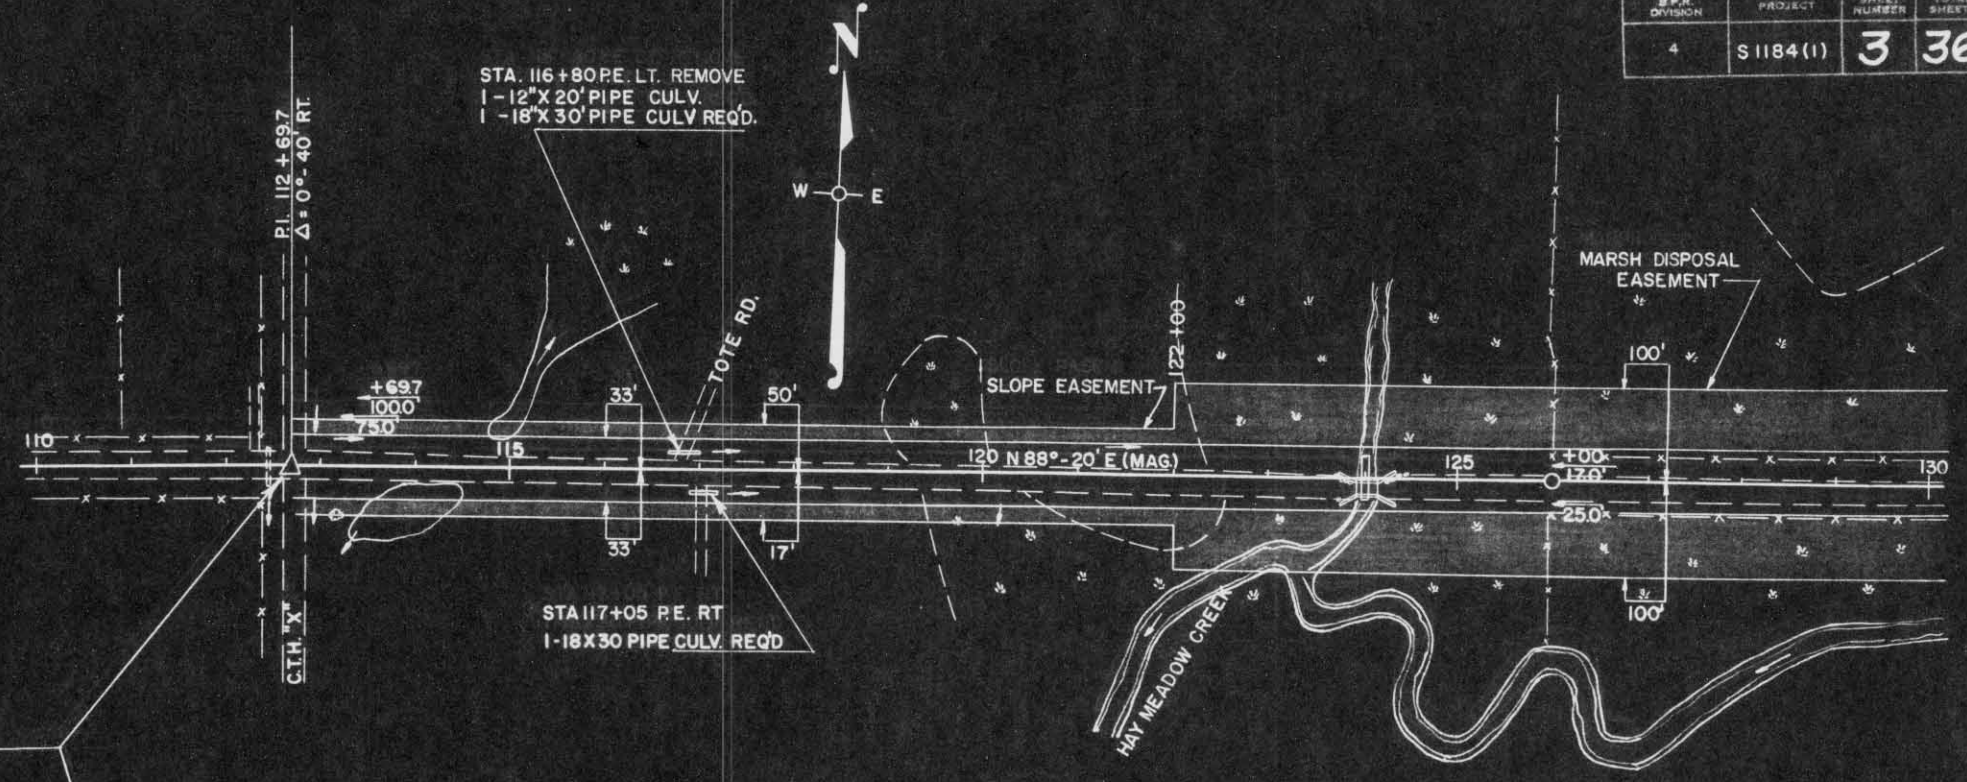 B.P.R.
DIVISION
PROJECT
NUMBER
SHEET
4
S 1184(1)
3
36
N
W
E
STA. 116+80 P.E. LT. REMOVE
1-12"X 20' PIPE CULV.
1-18"X 30' PIPE CULV REQ'D.
P.I. 112+69.7
Δ=0°-40' RT.
TOTE RD.
MARSH DISPOSAL
EASEMENT
122+00
SLOPE EASEMENT
100'
+69.7
100.0'
75.0'
33'
50'
110
115
120
N 88°-20' E (MAG.)
125
+00
17.0'
130
25.0'
33'
17'
100'
STA 117+05 P.E. RT
1-18X30 PIPE CULV. REQ'D
C.T.H. "X"
HAY MEADOW CREEK